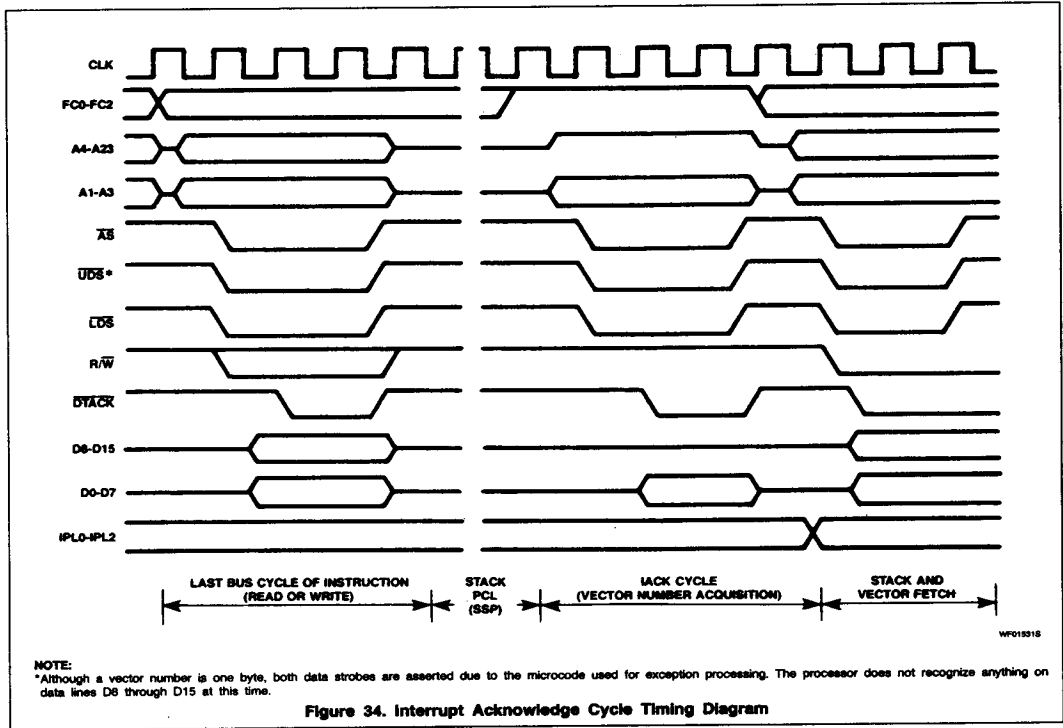 CLK
FC0-FC2
A4-A23
A1-A3
AS
UDS*
LDS
R/W
DTACK
D8-D15
D0-D7
IPL0-IPL2
LAST BUS CYCLE OF INSTRUCTION
(READ OR WRITE)
STACK
PCL
(SSP)
IACK CYCLE
(VECTOR NUMBER ACQUISITION)
STACK AND
VECTOR FETCH
WF01531S
NOTE:
*Although a vector number is one byte, both data strobes are asserted due to the microcode used for exception processing. The processor does not recognize anything on
data lines D8 through D15 at this time.
Figure 34. Interrupt Acknowledge Cycle Timing Diagram